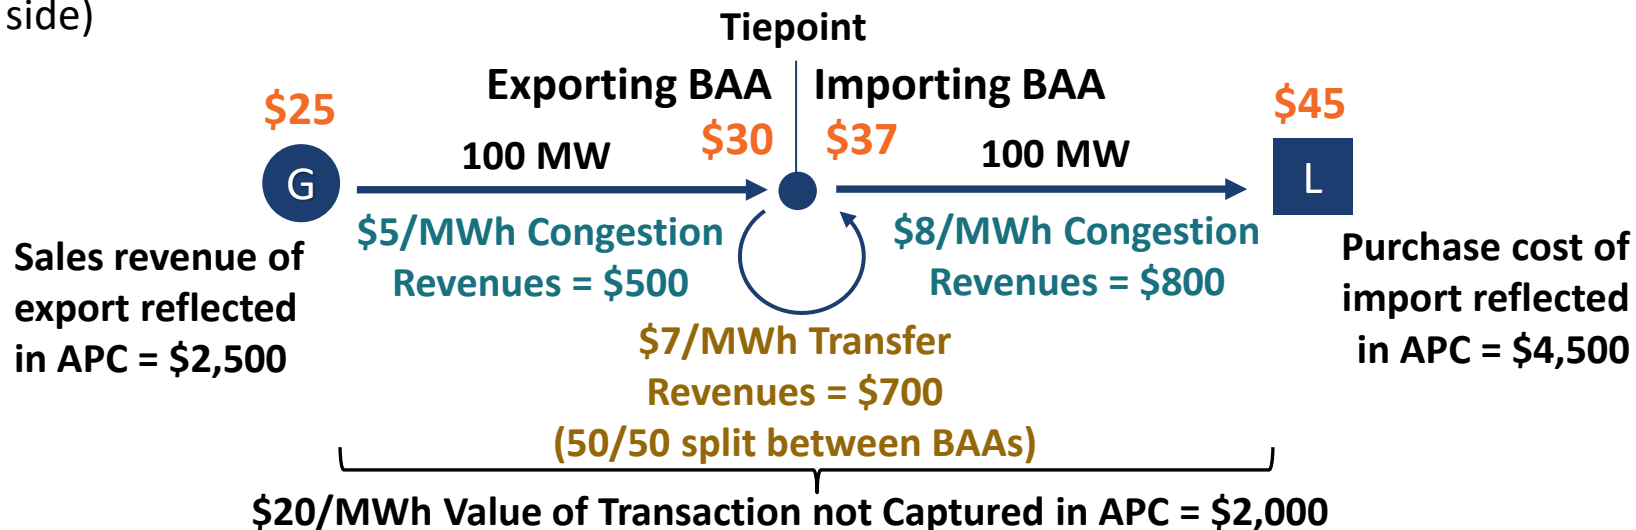 side)
Tiepoint
Exporting BAA
Importing BAA
$25
$30
$37
$45
100 MW
100 MW
G
L
$5/MWh Congestion
Revenues = $500
$8/MWh Congestion
Revenues = $800
Sales revenue of
export reflected
in APC = $2,500
Purchase cost of
import reflected
in APC = $4,500
$7/MWh Transfer
Revenues = $700
(50/50 split between BAAs)
$20/MWh Value of Transaction not Captured in APC = $2,000